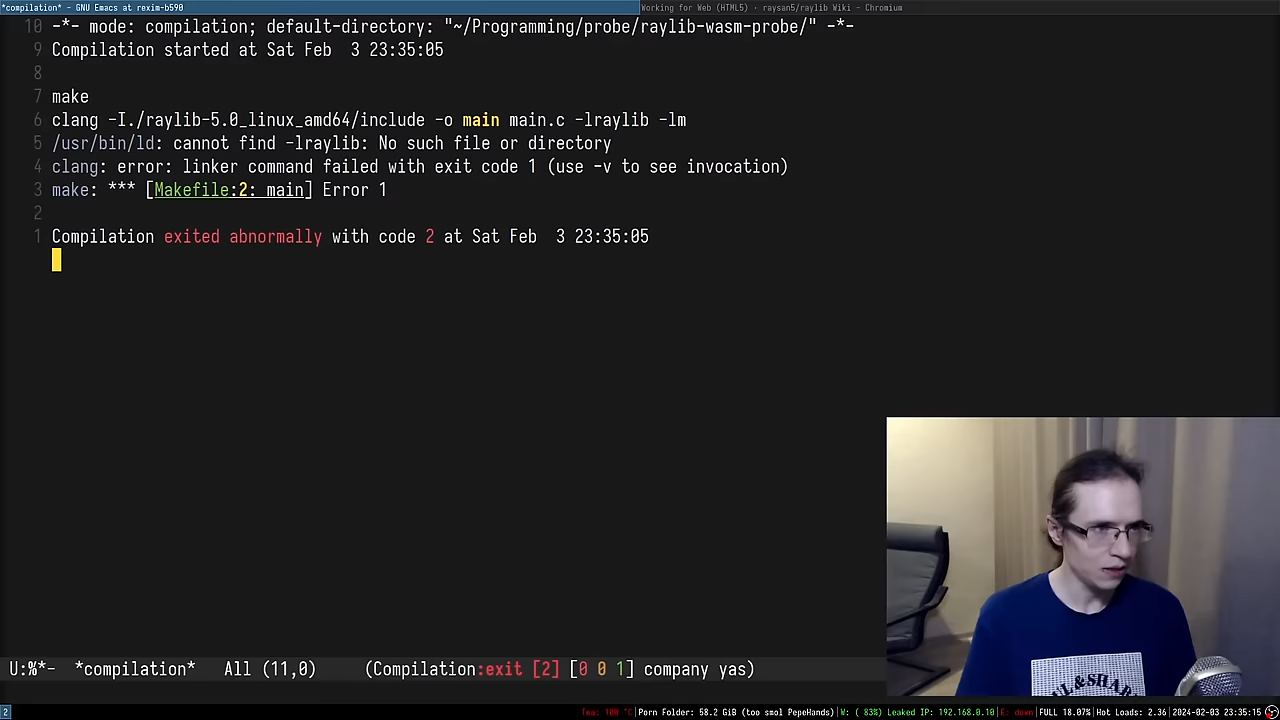 *compilation* - GNU Emacs at rexim-b590
Working for Web (HTML5) · raysan5/raylib Wiki - Chromium
10 -*- mode: compilation; default-directory: "~/Programming/probe/raylib-wasm-probe/" -*-
9 Compilation started at Sat Feb  3 23:35:05
8
7 make
6 clang -I./raylib-5.0_linux_amd64/include -o main main.c -lraylib -lm
5 /usr/bin/ld: cannot find -lraylib: No such file or directory
4 clang: error: linker command failed with exit code 1 (use -v to see invocation)
3 make: *** [Makefile:2: main] Error 1
2
1 Compilation exited abnormally with code 2 at Sat Feb  3 23:35:05
U:%*-  *compilation*   All (11,0)     (Compilation:exit [2] [0 0 1] company yas)
2
Tea: 100 °C|Porn Folder: 58.2 GiB (too smol PepeHands)|W: ( 83%) Leaked IP: 192.168.0.10|E: down|FULL 18.07%|Hot Loads: 2.36|2024-02-03 23:35:15